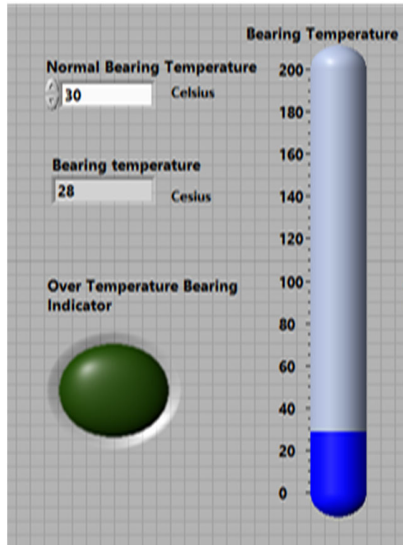 Bearing Temperature
Normal Bearing Temperature
30 Celsius
Bearing temperature
28 Cesius
Over Temperature Bearing
Indicator
200
180
160
140
120
100
80
60
40
20
0